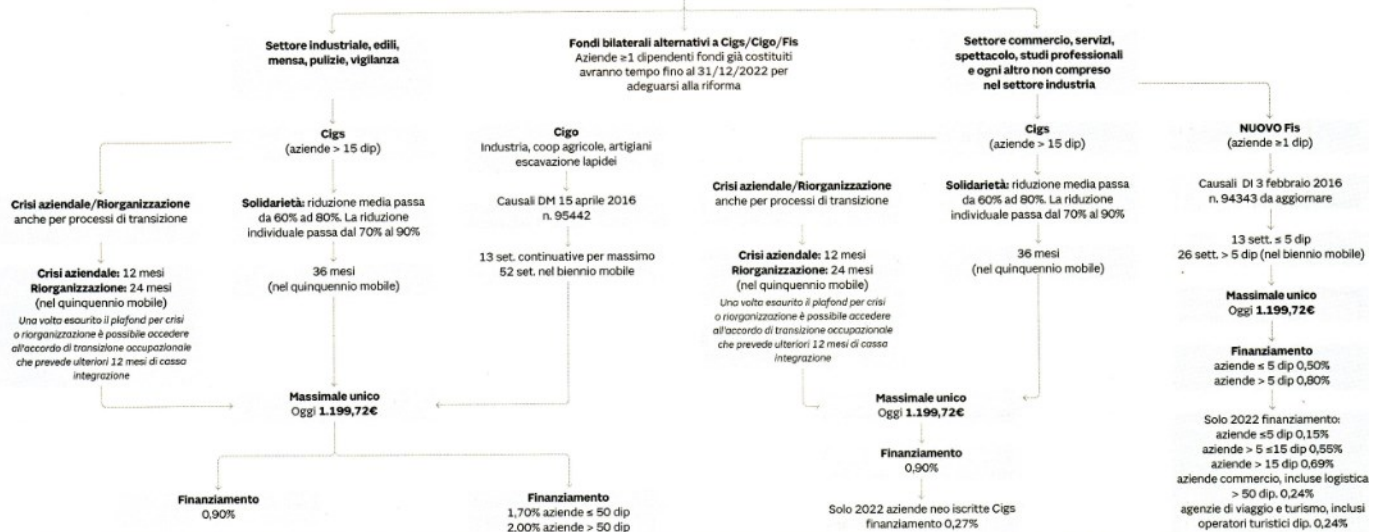 Settore industriale, edili,
mensa, pulizie, vigilanza
Cigs
(aziende > 15 dip)
Crisi aziendale/Riorganizzazione
anche per processi di transizione
Crisi aziendale: 12 mesi
Riorganizzazione: 24 mesi
(nel quinquennio mobile)
Una volta esaurito il plafond per crisi
o riorganizzazione è possibile accedere
all'accordo di transizione occupazionale
che prevede ulteriori 12 mesi di cassa
integrazione
Solidarietà: riduzione media passa
da 60% ad 80%. La riduzione
individuale passa dal 70% al 90%
36 mesi
(nel quinquennio mobile)
Fondi bilaterali alternativi a Cigs/Cigo/Fis
Aziende ≥1 dipendenti fondi già costituiti
avranno tempo fino al 31/12/2022 per
adeguarsi alla riforma
Cigo
Industria, coop agricole, artigiani
escavazione lapidei
Causali DM 15 aprile 2016
n. 95442
13 set. continuative per massimo
52 set. nel biennio mobile
Massimale unico
Oggi 1.199,72€
Finanziamento
0,90%
Finanziamento
1,70% aziende ≤ 50 dip
2,00% aziende > 50 dip
Settore commercio, servizi,
spettacolo, studi professionali
e ogni altro non compreso
nel settore industria
Cigs
(aziende > 15 dip)
Crisi aziendale/Riorganizzazione
anche per processi di transizione
Crisi aziendale: 12 mesi
Riorganizzazione: 24 mesi
(nel quinquennio mobile)
Una volta esaurito il plafond per crisi
o riorganizzazione è possibile accedere
all'accordo di transizione occupazionale
che prevede ulteriori 12 mesi di cassa
integrazione
Solidarietà: riduzione media passa
da 60% ad 80%. La riduzione
individuale passa dal 70% al 90%
36 mesi
(nel quinquennio mobile)
Massimale unico
Oggi 1.199,72€
Finanziamento
0,90%
Solo 2022 aziende neo iscritte Cigs
finanziamento 0,27%
NUOVO Fis
(aziende ≥1 dip)
Causali DI 3 febbraio 2016
n. 94343 da aggiornare
13 sett. ≤ 5 dip
26 sett. > 5 dip (nel biennio mobile)
Massimale unico
Oggi 1.199,72€
Finanziamento
aziende ≤ 5 dip 0,50%
aziende > 5 dip 0,80%
Solo 2022 finanziamento:
aziende ≤5 dip 0,15%
aziende > 5 ≤15 dip 0,55%
aziende > 15 dip 0,69%
aziende commercio, incluse logistica
> 50 dip. 0,24%
agenzie di viaggio e turismo, inclusi
operatori turistici dip. 0,24%